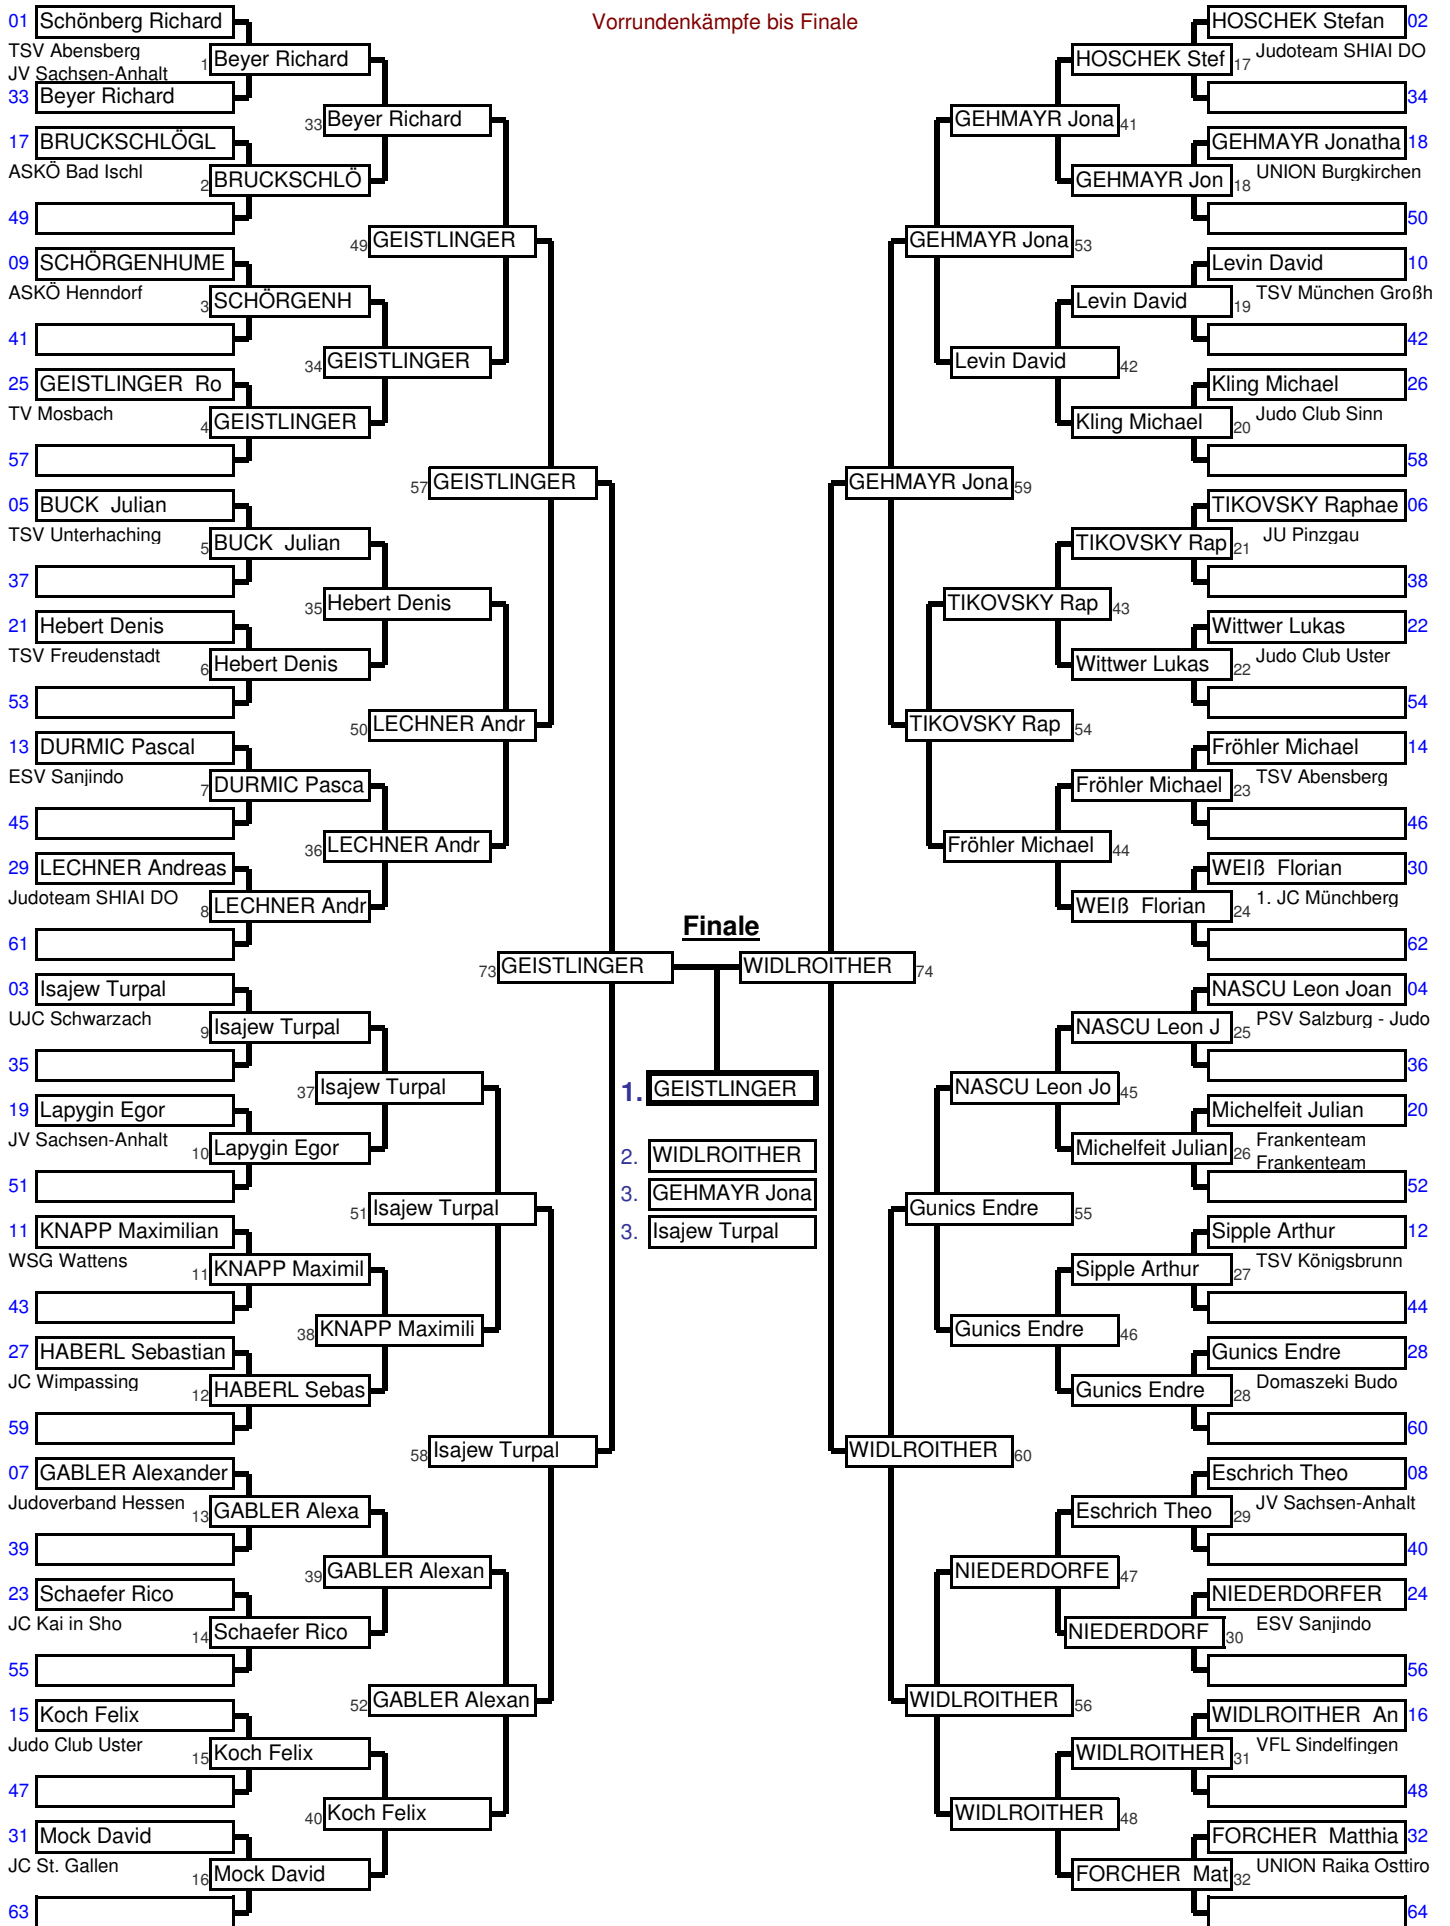 Vorrundenkämpfe bis Finale
01 Schönberg Richard
TSV Abensberg
JV Sachsen-Anhalt
1 Beyer Richard
33 Beyer Richard
33 Beyer Richard
17 BRUCKSCHLÖGL
ASKÖ Bad Ischl
2 BRUCKSCHLÖ
49
49 GEISTLINGER
09 SCHÖRGENHUME
ASKÖ Henndorf
3 SCHÖRGENH
41
34 GEISTLINGER
25 GEISTLINGER Ro
TV Mosbach
4 GEISTLINGER
57
57 GEISTLINGER
05 BUCK Julian
TSV Unterhaching
5 BUCK Julian
37
35 Hebert Denis
21 Hebert Denis
TSV Freudenstadt
6 Hebert Denis
53
50 LECHNER Andr
13 DURMIC Pascal
ESV Sanjindo
7 DURMIC Pasca
45
36 LECHNER Andr
29 LECHNER Andreas
Judoteam SHIAI DO
8 LECHNER Andr
61
73 GEISTLINGER
03 Isajew Turpal
UJC Schwarzach
9 Isajew Turpal
35
37 Isajew Turpal
19 Lapygin Egor
JV Sachsen-Anhalt
10 Lapygin Egor
51
51 Isajew Turpal
11 KNAPP Maximilian
WSG Wattens
11 KNAPP Maximil
43
38 KNAPP Maximili
27 HABERL Sebastian
JC Wimpassing
12 HABERL Sebas
59
58 Isajew Turpal
07 GABLER Alexander
Judoverband Hessen
13 GABLER Alexa
39
39 GABLER Alexan
23 Schaefer Rico
JC Kai in Sho
14 Schaefer Rico
55
52 GABLER Alexan
15 Koch Felix
Judo Club Uster
15 Koch Felix
47
40 Koch Felix
31 Mock David
JC St. Gallen
16 Mock David
63
Finale
1. GEISTLINGER
2. WIDLROITHER
3. GEHMAYR Jona
3. Isajew Turpal
HOSCHEK Stefan 02
Judoteam SHIAI DO
HOSCHEK Stef 17
34
GEHMAYR Jona 41
GEHMAYR Jonatha 18
UNION Burgkirchen
GEHMAYR Jon 18
50
GEHMAYR Jona 53
Levin David 10
TSV München Großh
Levin David 19
42
Levin David 42
Kling Michael 26
Judo Club Sinn
Kling Michael 20
58
GEHMAYR Jona 59
TIKOVSKY Raphae 06
JU Pinzgau
TIKOVSKY Rap 21
38
TIKOVSKY Rap 43
Wittwer Lukas 22
Judo Club Uster
Wittwer Lukas 22
54
TIKOVSKY Rap 54
Fröhler Michael 14
TSV Abensberg
Fröhler Michael 23
46
Fröhler Michael 44
WEIß Florian 30
1. JC Münchberg
WEIß Florian 24
62
WIDLROITHER 74
NASCU Leon Joan 04
PSV Salzburg - Judo
NASCU Leon J 25
36
NASCU Leon Jo 45
Michelfeit Julian 20
Frankenteam
Frankenteam
Michelfeit Julian 26
52
Gunics Endre 55
Sipple Arthur 12
TSV Königsbrunn
Sipple Arthur 27
44
Gunics Endre 46
Gunics Endre 28
Domaszeki Budo
Gunics Endre 28
60
WIDLROITHER 60
Eschrich Theo 08
JV Sachsen-Anhalt
Eschrich Theo 29
40
NIEDERDORFE 47
NIEDERDORFER 24
ESV Sanjindo
NIEDERDORF 30
56
WIDLROITHER 56
WIDLROITHER An 16
VFL Sindelfingen
WIDLROITHER 31
48
WIDLROITHER 48
FORCHER Matthia 32
UNION Raika Osttiro
FORCHER Mat 32
64